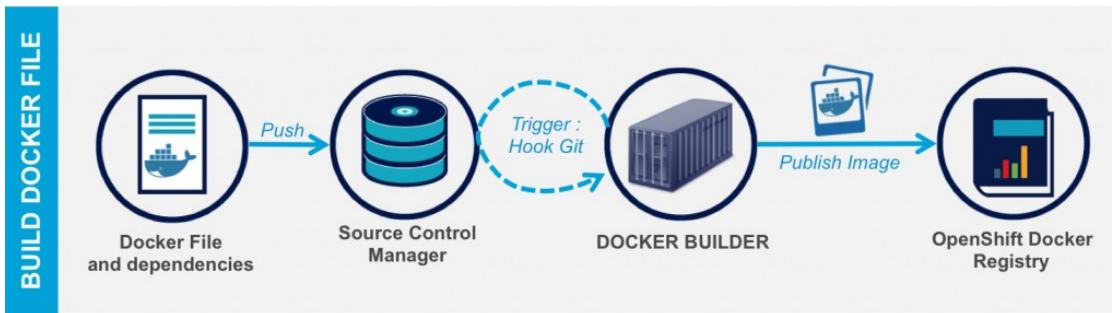 BUILD DOCKER FILE
Push
Trigger :
Hook Git
Publish Image
Docker File
and dependencies
Source Control
Manager
DOCKER BUILDER
OpenShift Docker
Registry